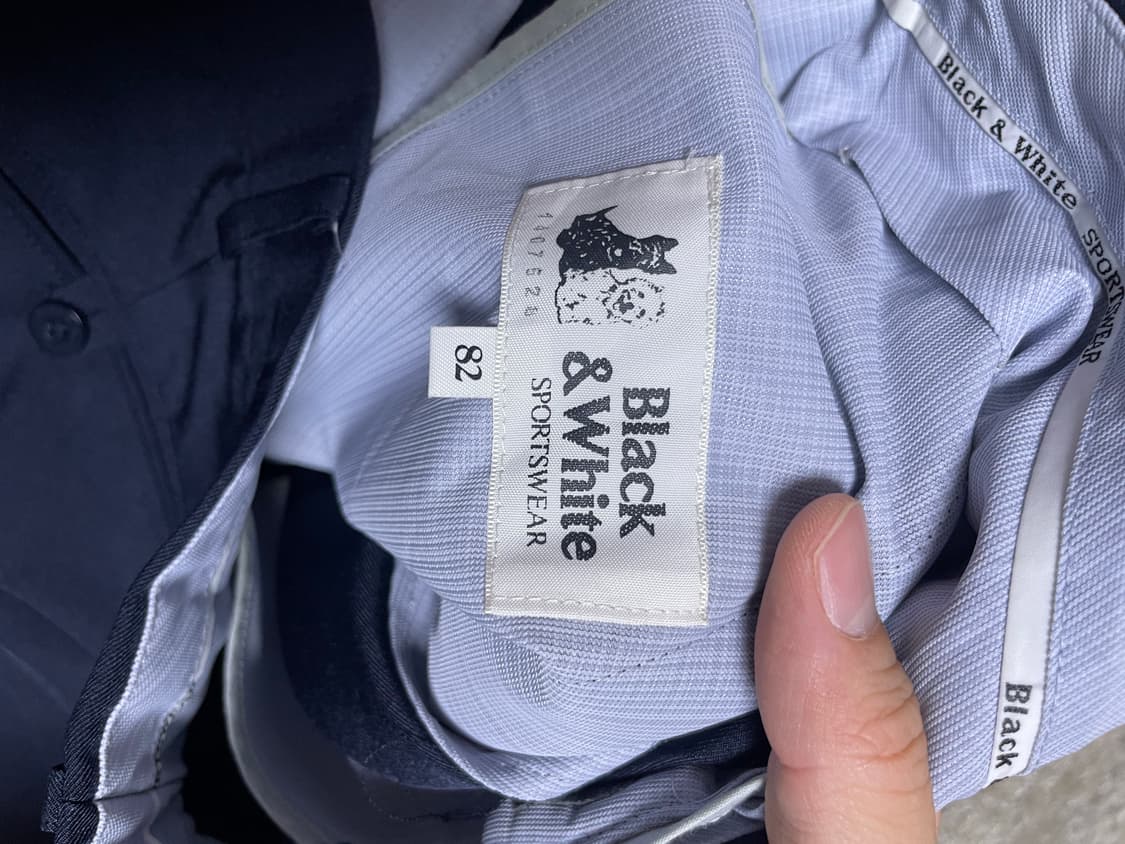 Black
& White
SPORTSWEAR
82
Black & White SPORTSWEAR
Black